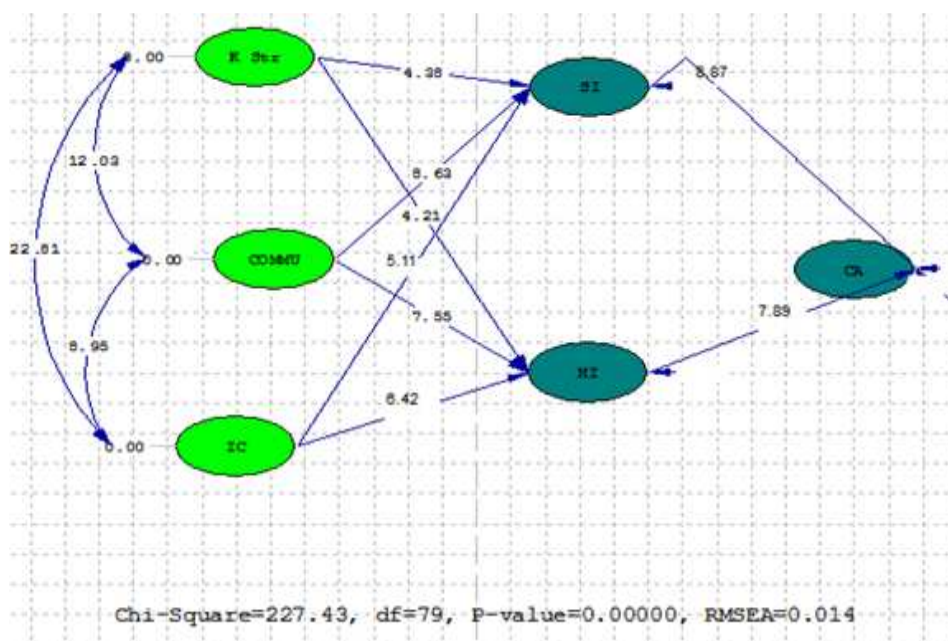 0.00
K Str
4.38
SI
8.87
12.03
8.63
4.21
22.81
0.00
COMMU
5.11
CA
7.55
7.89
8.95
MI
6.42
0.00
IC
Chi-Square=227.43, df=79, P-value=0.00000, RMSEA=0.014